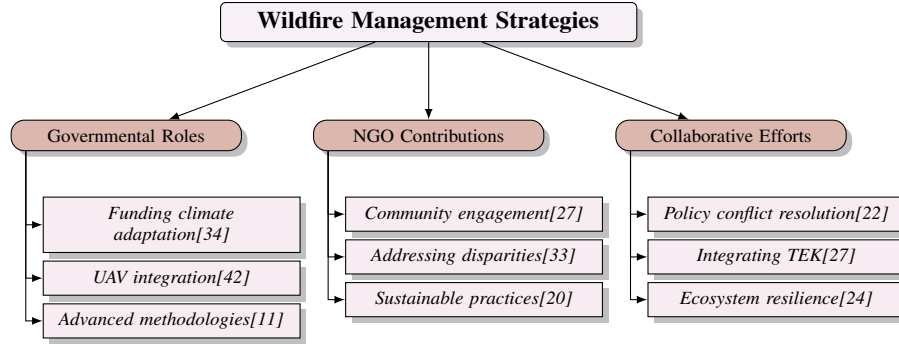 Wildfire Management Strategies
Governmental Roles
NGO Contributions
Collaborative Efforts
Funding climate
adaptation[34]
UAV integration[42]
Advanced methodologies[11]
Community engagement[27]
Addressing disparities[33]
Sustainable practices[20]
Policy conflict resolution[22]
Integrating TEK[27]
Ecosystem resilience[24]